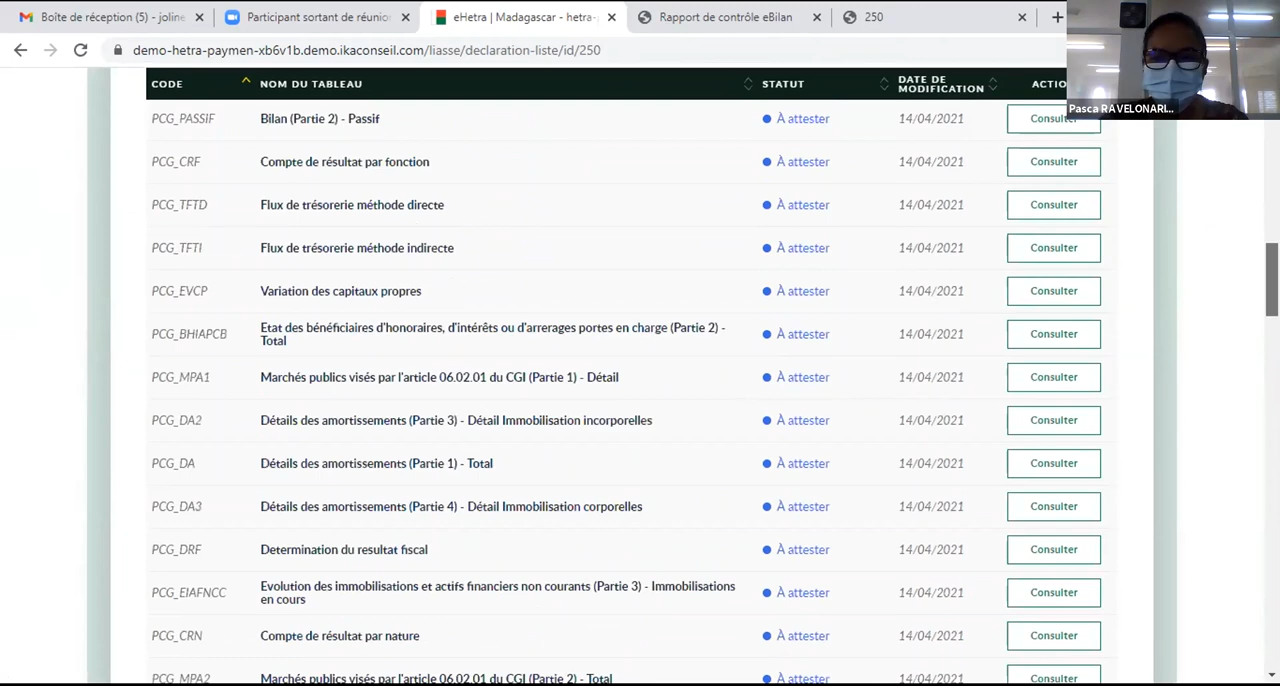 Boîte de réception (5) - joline
Participant sortant de réunio
eHetra | Madagascar - hetra-
Rapport de contrôle eBilan
250
demo-hetra-paymen-xb6v1b.demo.ikaconseil.com/liasse/declaration-liste/id/250
Pasca RAVELONARI...
CODE NOM DU TABLEAU STATUT DATE DE MODIFICATION ACTIO
PCG_PASSIF Bilan (Partie 2) - Passif À attester 14/04/2021 Consulter
PCG_CRF Compte de résultat par fonction À attester 14/04/2021 Consulter
PCG_TFTD Flux de trésorerie méthode directe À attester 14/04/2021 Consulter
PCG_TFTI Flux de trésorerie méthode indirecte À attester 14/04/2021 Consulter
PCG_EVCP Variation des capitaux propres À attester 14/04/2021 Consulter
PCG_BHIAPCB Etat des bénéficiaires d'honoraires, d'intérêts ou d'arrerages portes en charge (Partie 2) -
Total À attester 14/04/2021 Consulter
PCG_MPA1 Marchés publics visés par l'article 06.02.01 du CGI (Partie 1) - Détail À attester 14/04/2021 Consulter
PCG_DA2 Détails des amortissements (Partie 3) - Détail Immobilisation incorporelles À attester 14/04/2021 Consulter
PCG_DA Détails des amortissements (Partie 1) - Total À attester 14/04/2021 Consulter
PCG_DA3 Détails des amortissements (Partie 4) - Détail Immobilisation corporelles À attester 14/04/2021 Consulter
PCG_DRF Determination du resultat fiscal À attester 14/04/2021 Consulter
PCG_EIAFNCC Evolution des immobilisations et actifs financiers non courants (Partie 3) - Immobilisations
en cours À attester 14/04/2021 Consulter
PCG_CRN Compte de résultat par nature À attester 14/04/2021 Consulter
PCG_MPA2 Marchés publics visés par l'article 06.02.01 du CGI (Partie 2) - Total À attester 14/04/2021 Consulter